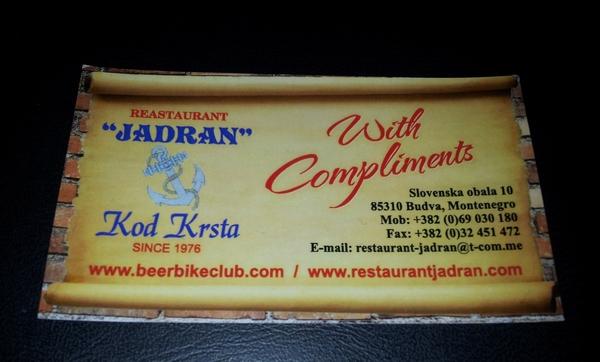 REASTAURANT
"JADRAN"
Kod Krsta
SINCE 1976
With
Compliments
Slovenska obala 10
85310 Budva, Montenegro
Mob: +382 (0)69 030 180
Fax: +382 (0)32 451 472
E-mail: restaurant-jadran@t-com.me
www.beerbikeclub.com / www.restaurantjadran.com